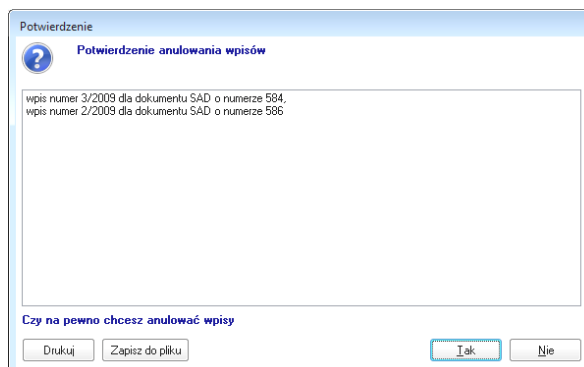 Potwierdzenie
Potwierdzenie anulowania wpisów
wpis numer 3/2009 dla dokumentu SAD o numerze 584,
wpis numer 2/2009 dla dokumentu SAD o numerze 586
Czy na pewno chcesz anulować wpisy
Drukuj Zapisz do pliku Tak Nie